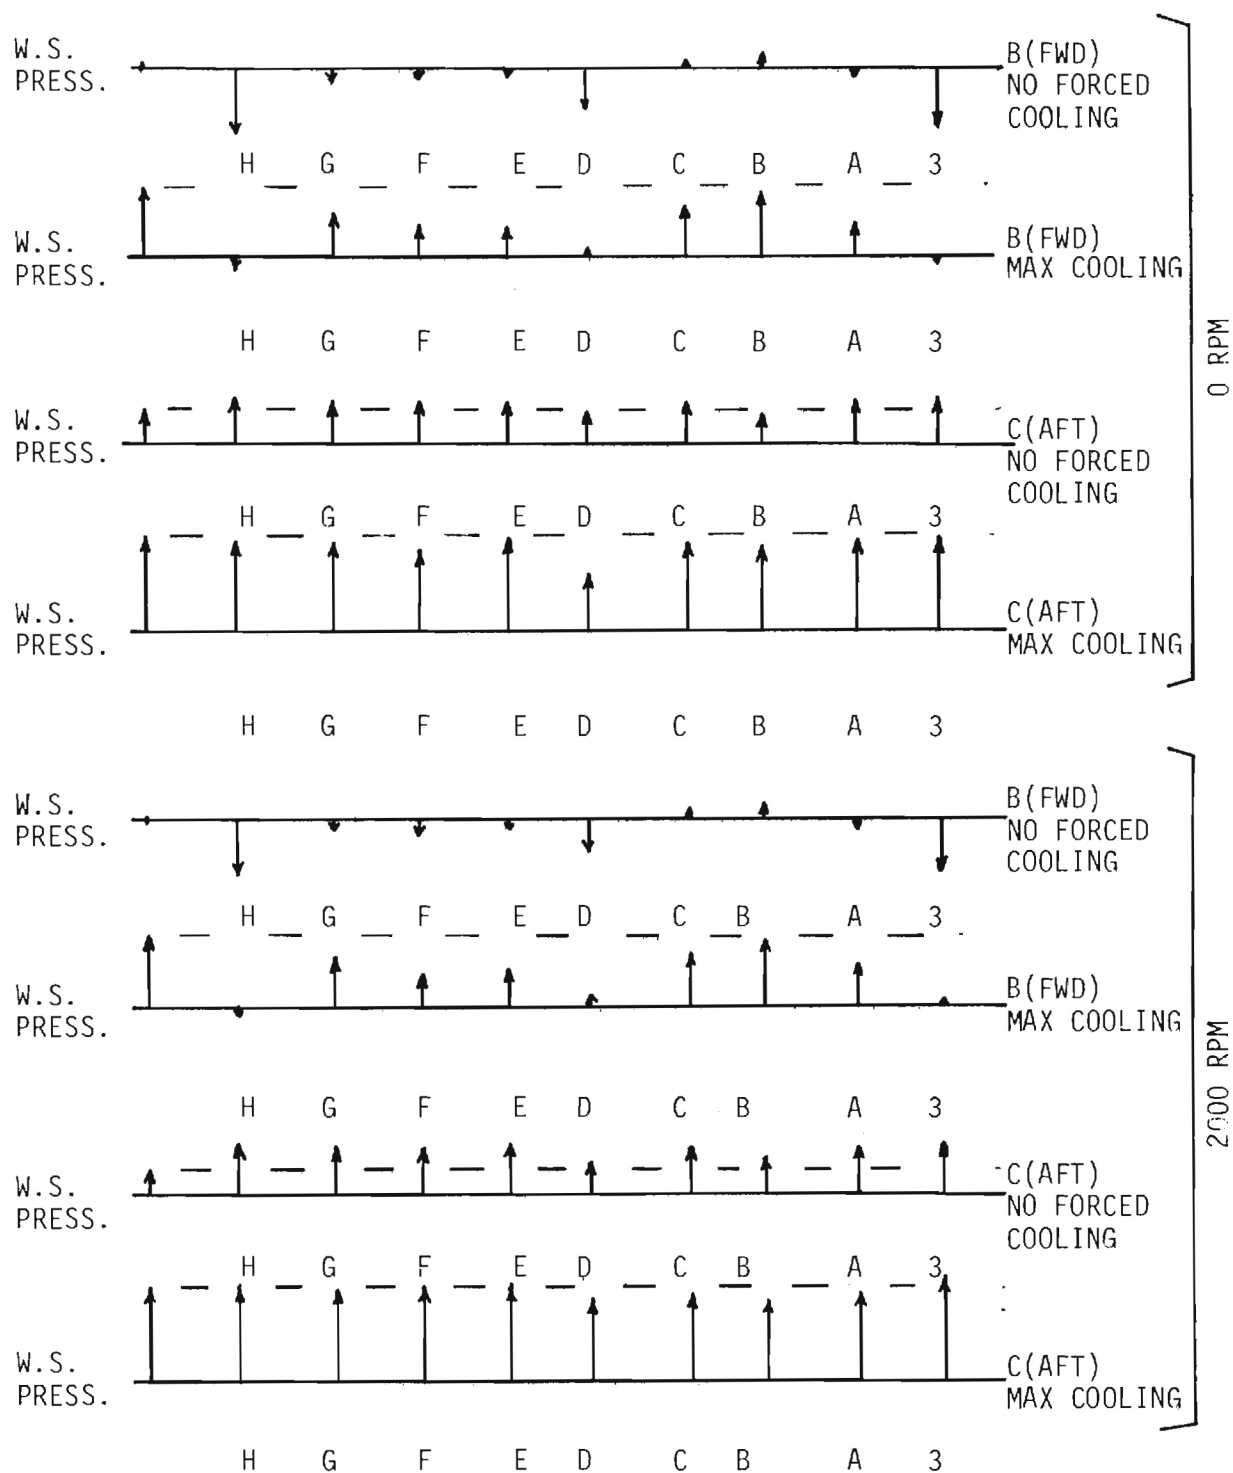 W.S.
PRESS.
B(FWD)
NO FORCED
COOLING
H G F E D C B A 3
W.S.
PRESS.
B(FWD)
MAX COOLING
H G F E D C B A 3
W.S.
PRESS.
C(AFT)
NO FORCED
COOLING
H G F E D C B A 3
W.S.
PRESS.
C(AFT)
MAX COOLING
H G F E D C B A 3
0 RPM
W.S.
PRESS.
B(FWD)
NO FORCED
COOLING
H G F E D C B A 3
W.S.
PRESS.
B(FWD)
MAX COOLING
H G F E D C B A 3
W.S.
PRESS.
C(AFT)
NO FORCED
COOLING
H G F E D C B A 3
W.S.
PRESS.
C(AFT)
MAX COOLING
H G F E D C B A 3
2000 RPM